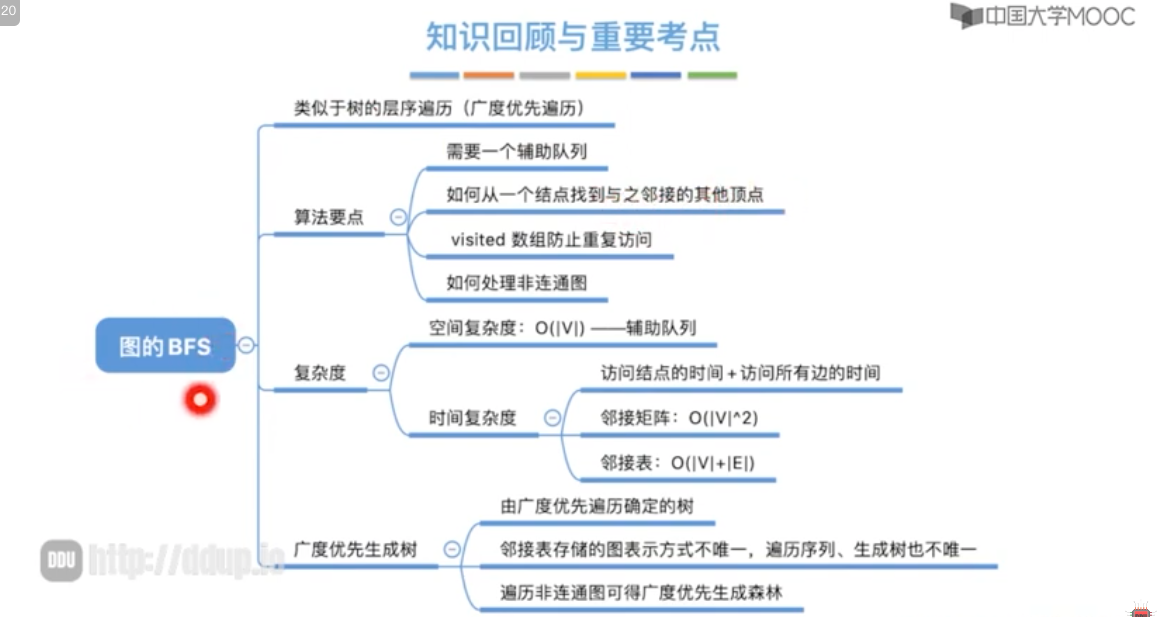 20
中国大学MOOC
知识回顾与重要考点
类似于树的层序遍历（广度优先遍历）
需要一个辅助队列
如何从一个结点找到与之邻接的其他顶点
算法要点
visited 数组防止重复访问
如何处理非连通图
图的BFS
空间复杂度：O(|V|) ——辅助队列
复杂度
访问结点的时间+访问所有边的时间
时间复杂度
邻接矩阵：O(|V|^2)
邻接表：O(|V|+|E|)
由广度优先遍历确定的树
广度优先生成树
邻接表存储的图表示方式不唯一，遍历序列、生成树也不唯一
遍历非连通图可得广度优先生成森林
DDU http://ddup.io